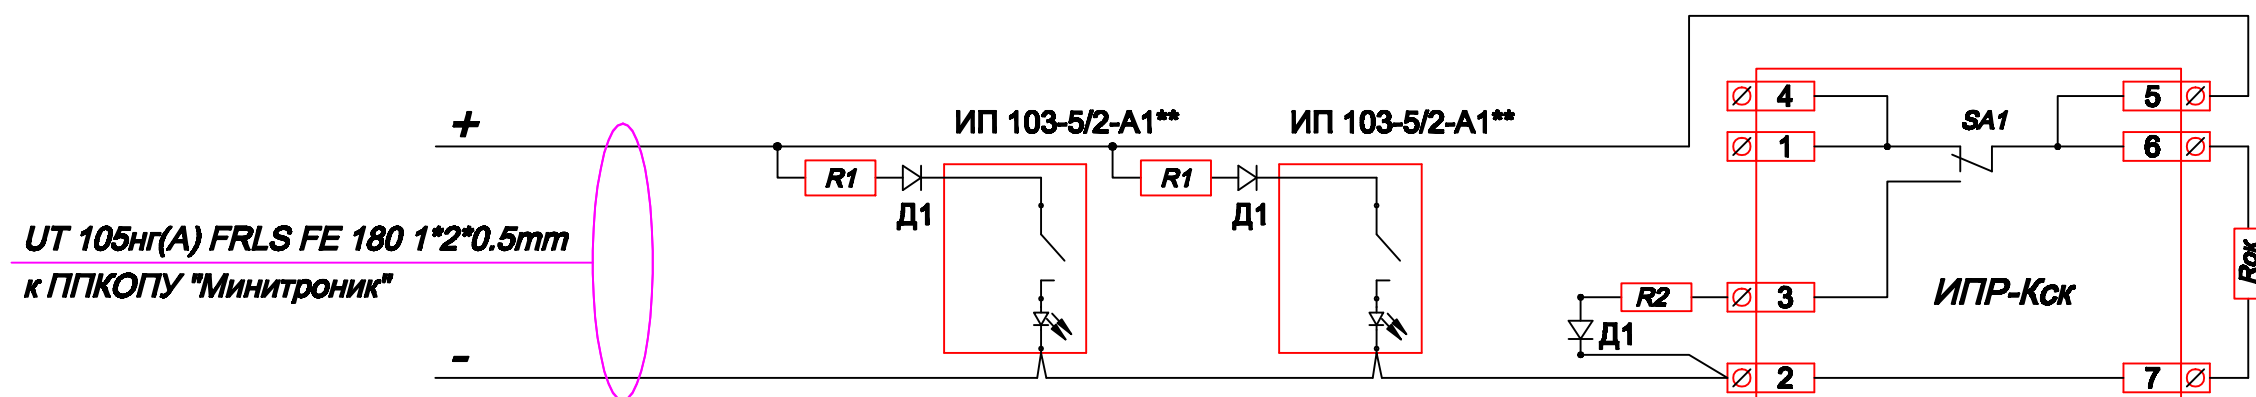 +
ИП 103-5/2-А1**
ИП 103-5/2-А1**
4
5
SA1
1
6
R1
R1
Д1
Д1
UT 105нг(А) FRLS FE 180 1*2*0.5mm
к ППКОПУ "Минитроник"
Rок
R2
3
ИПР-Кск
Д1
-
2
7